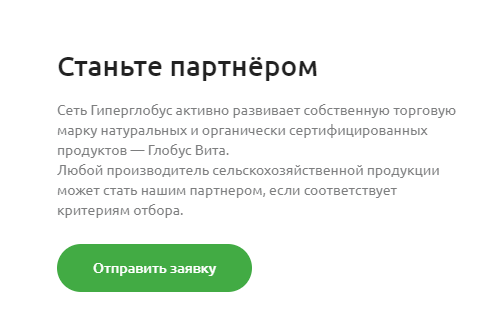 Станьте партнёром
Сеть Гиперглобус активно развивает собственную торговую
марку натуральных и органически сертифицированных
продуктов — Глобус Вита.
Любой производитель сельскохозяйственной продукции
может стать нашим партнером, если соответствует
критериям отбора.
Отправить заявку